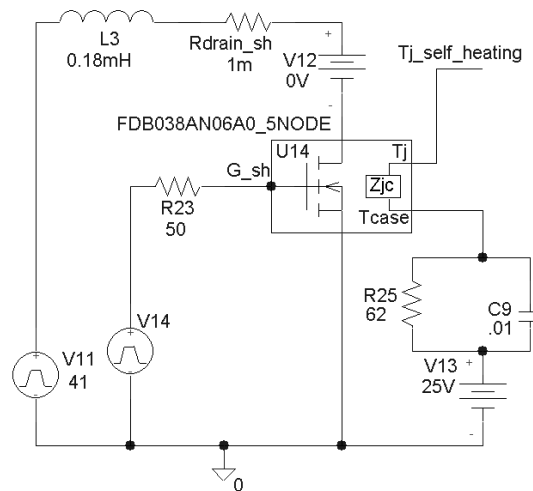 L3
0.18mH
Rdrain_sh
1m
+
V12
0V
-
Tj_self_heating
FDB038AN06A0_5NODE
U14
Tj
G_sh
Zjc
Tcase
R23
50
R25
62
C9
.01
V14
+
-
V11
41
+
-
V13
25V
+
-
0